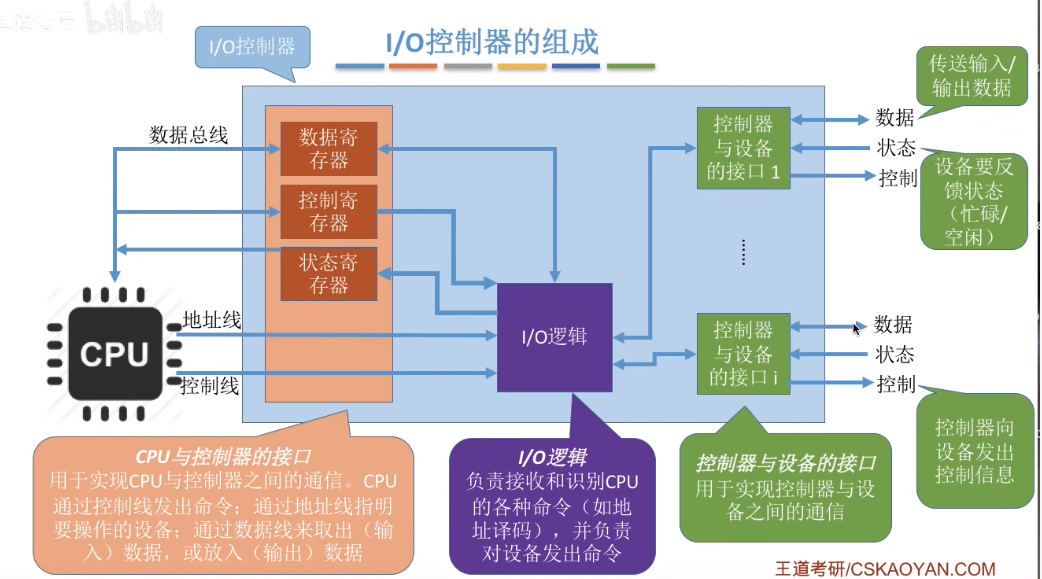 bilibili
I/O控制器
I/O控制器的组成
传送输入/
输出数据
数据总线
数据寄
存器
控制寄
存器
状态寄
存器
控制器
与设备
的接口 1
数据
状态
控制
设备要反
馈状态
（忙碌/
空闲）
CPU
地址线
控制线
I/O逻辑
控制器
与设备
的接口 i
数据
状态
控制
CPU与控制器的接口
用于实现CPU与控制器之间的通信。CPU
通过控制线发出命令；通过地址线指明
要操作的设备；通过数据线来取出（输
入）数据，或放入（输出）数据
I/O逻辑
负责接收和识别CPU
的各种命令（如地
址译码），并负责
对设备发出命令
控制器与设备的接口
用于实现控制器与设
备之间的通信
控制器向
设备发出
控制信息
王道考研/CSKAOYAN.COM